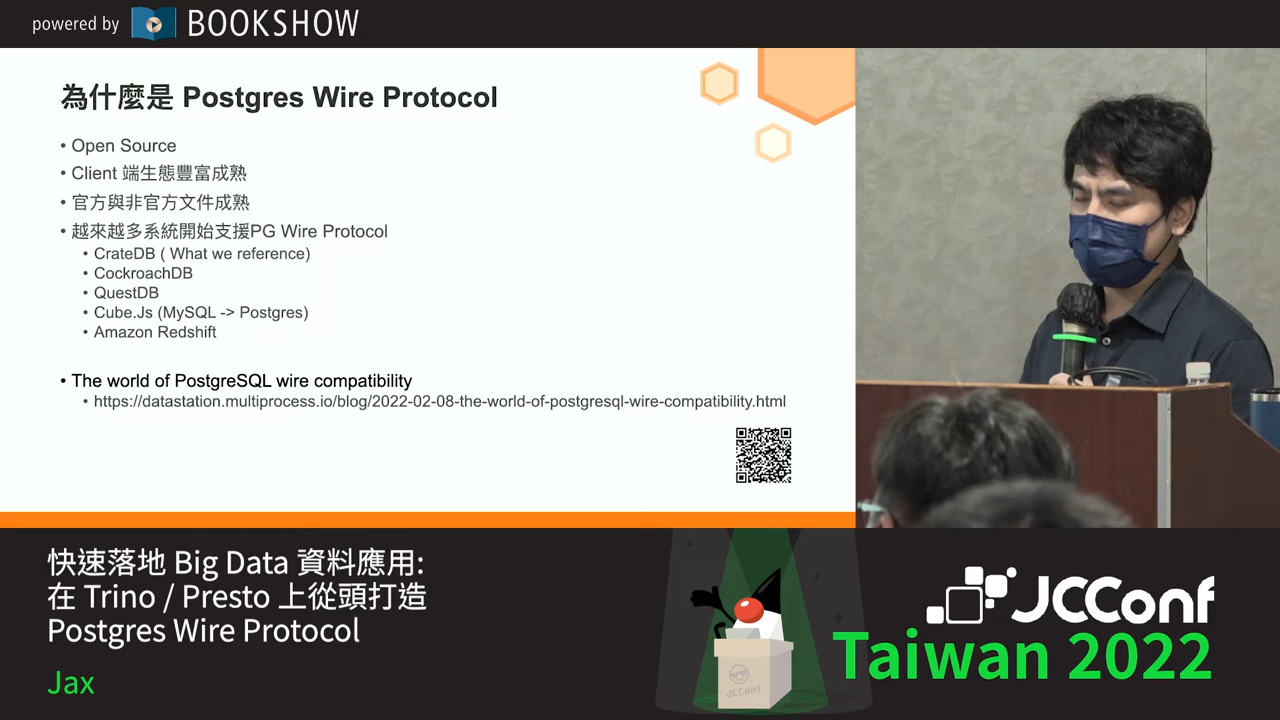 powered by BOOKSHOW
為什麼是 Postgres Wire Protocol
• Open Source
• Client 端生態豐富成熟
• 官方與非官方文件成熟
• 越來越多系統開始支援PG Wire Protocol
• CrateDB ( What we reference)
• CockroachDB
• QuestDB
• Cube.Js (MySQL -> Postgres)
• Amazon Redshift
• The world of PostgreSQL wire compatibility
• https://datastation.multiprocess.io/blog/2022-02-08-the-world-of-postgresql-wire-compatibility.html
快速落地 Big Data 資料應用:
在 Trino / Presto 上從頭打造
Postgres Wire Protocol
Jax
JCConf
JCConf
Taiwan 2022